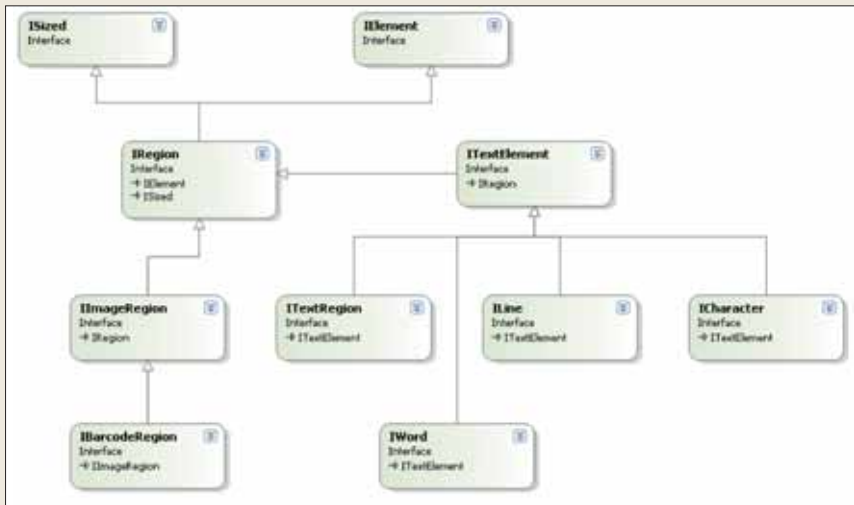 ISized
Interface
IElement
Interface
IRegion
Interface
→ IElement
→ ISized
ITextElement
Interface
→ IRegion
IImageRegion
Interface
→ IRegion
ITextRegion
Interface
→ ITextElement
ILine
Interface
→ ITextElement
ICharacter
Interface
→ ITextElement
IBarcodeRegion
Interface
→ IImageRegion
IWord
Interface
→ ITextElement